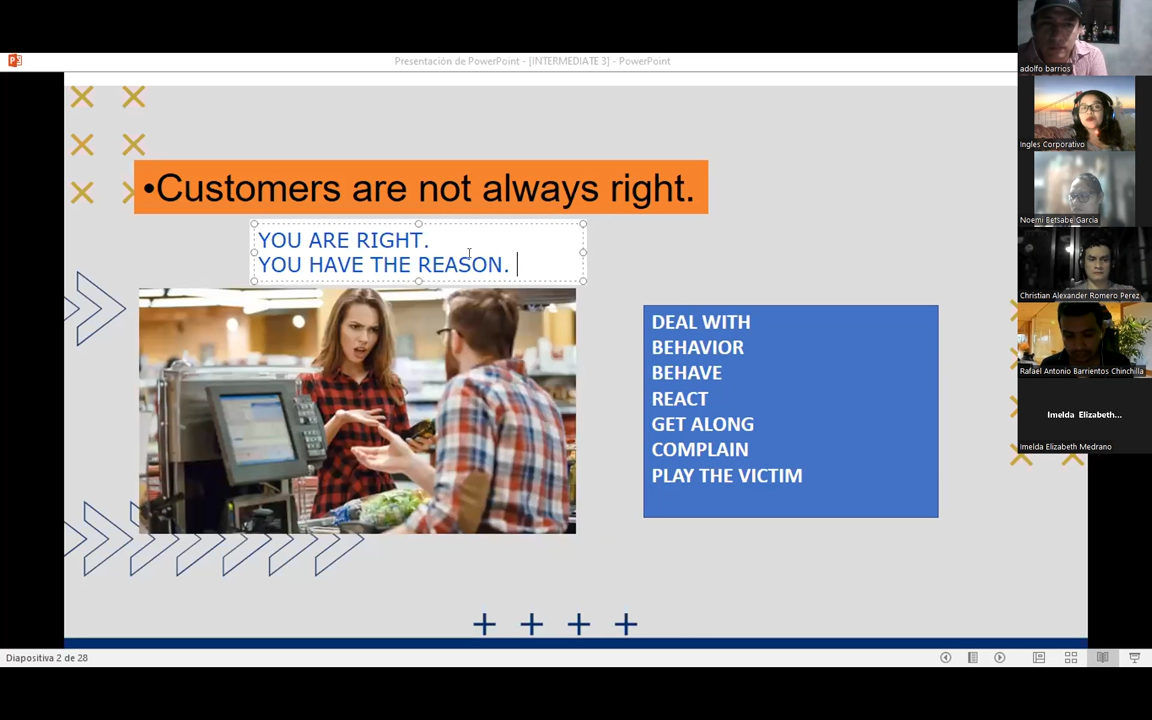 Presentación de PowerPoint - [INTERMEDIATE 3] - PowerPoint
•Customers are not always right.
YOU ARE RIGHT.
YOU HAVE THE REASON.
DEAL WITH
BEHAVIOR
BEHAVE
REACT
GET ALONG
COMPLAIN
PLAY THE VICTIM
adolfo barrios
Ingles Corporativo
Noemi Betsabe Garcia
Christian Alexander Romero Perez
Rafael Antonio Barrientos Chinchilla
Imelda Elizabeth...
Imelda Elizabeth Medrano
Diapositiva 2 de 28